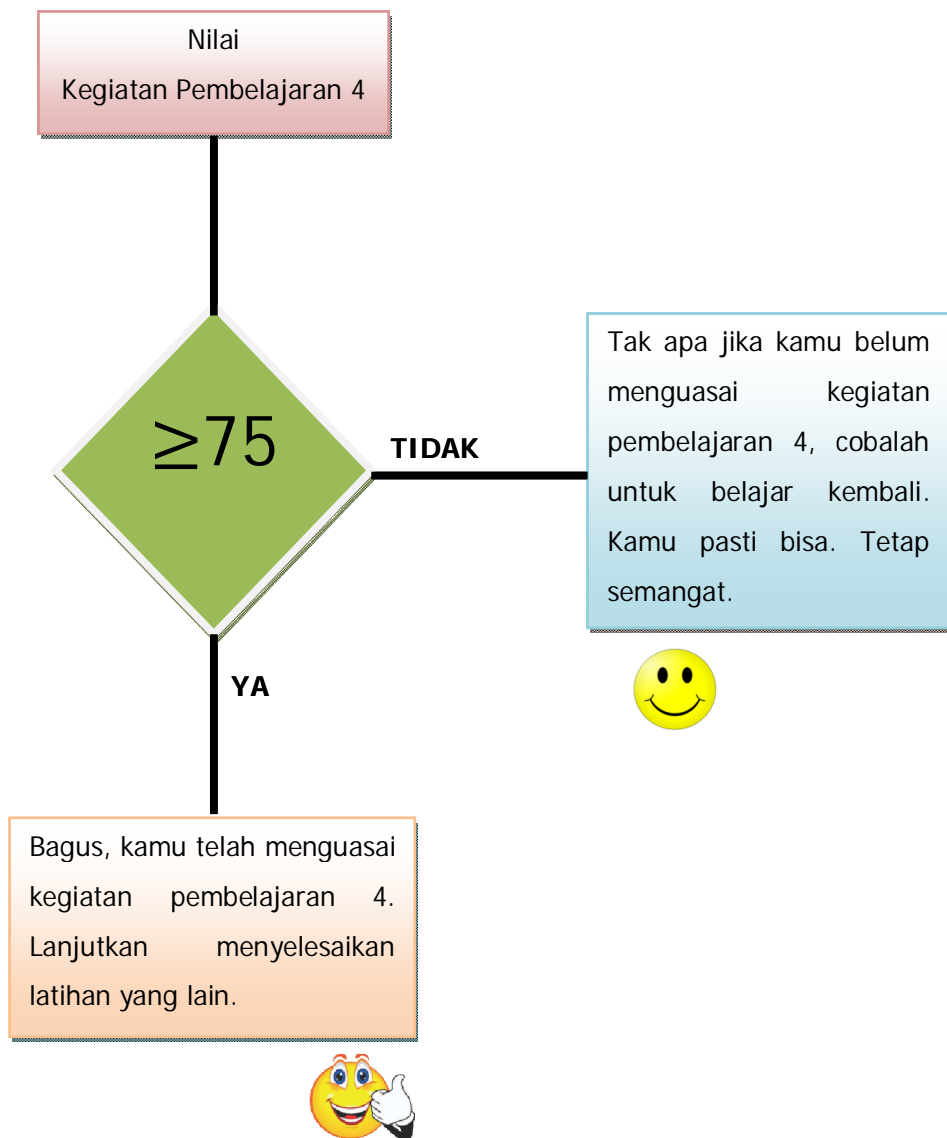 Nilai
Kegiatan Pembelajaran 4
≥75
TIDAK
Tak apa jika kamu belum
menguasai kegiatan
pembelajaran 4, cobalah
untuk belajar kembali.
Kamu pasti bisa. Tetap
semangat.
YA
Bagus, kamu telah menguasai
kegiatan pembelajaran 4.
Lanjutkan menyelesaikan
latihan yang lain.